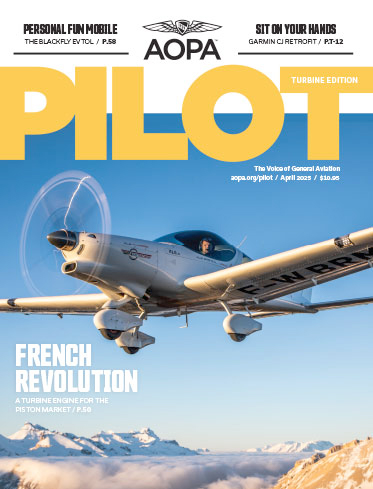 PERSONAL FUN MOBILE
THE BLACKFLY EVTOL / P.58
AOPA
SIT ON YOUR HANDS
GARMIN CJ RETROFIT / P.T-12
PILOT
TURBINE EDITION
The Voice of General Aviation
aopa.org/pilot / April 2025 / $10.95
FRENCH
REVOLUTION
A TURBINE ENGINE FOR THE
PISTON MARKET / P.50